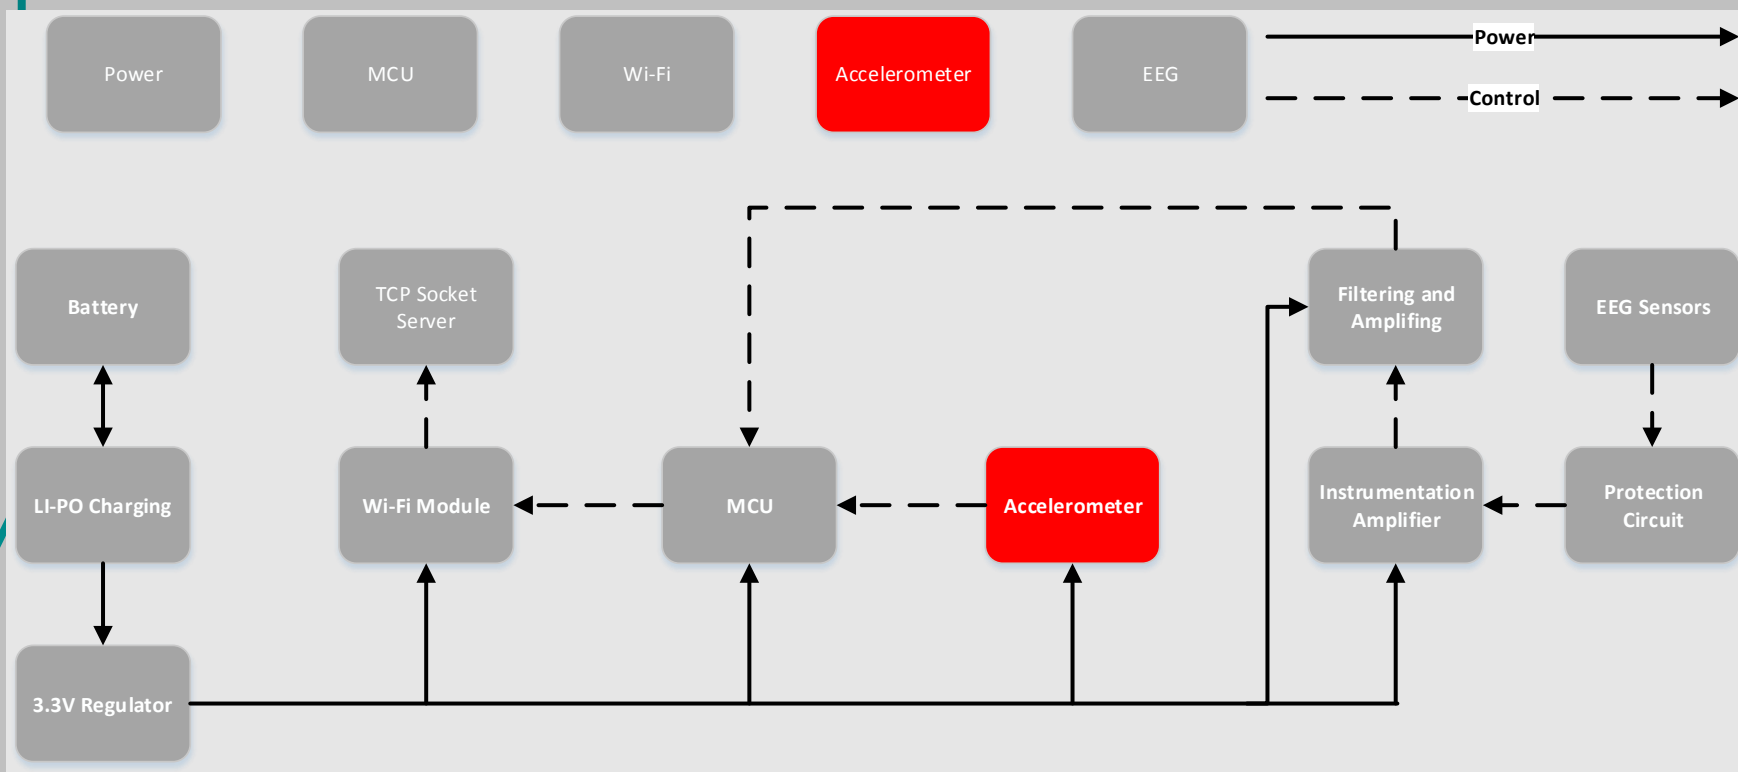 Power
MCU
Wi-Fi
Accelerometer
EEG
Power
Control
Battery
TCP Socket
Server
Filtering and
Amplifing
EEG Sensors
LI-PO Charging
Wi-Fi Module
MCU
Accelerometer
Instrumentation
Amplifier
Protection
Circuit
3.3V Regulator